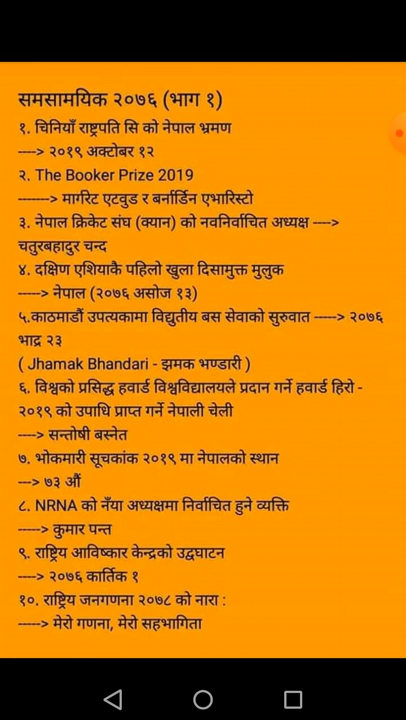 समसामयिक २०७६ (भाग १)
१. चिनियाँ राष्ट्रपति सि को नेपाल भ्रमण
----> २०१९ अक्टोबर १२
२. The Booker Prize 2019
-------> मार्गरेट एटवुड र बर्नार्डिन एभारिस्टो
३. नेपाल क्रिकेट संघ (क्यान) को नवनिर्वाचित अध्यक्ष ---->
चतुरबहादुर चन्द
४. दक्षिण एशियाकै पहिलो खुला दिसामुक्त मुलुक
-----> नेपाल (२०७६ असोज १३)
५.काठमाडौं उपत्यकामा विद्युतीय बस सेवाको सुरुवात -----> २०७६
भाद्र २३
( Jhamak Bhandari - झमक भण्डारी )
६. विश्वको प्रसिद्ध हवार्ड विश्वविद्यालयले प्रदान गर्ने हवार्ड हिरो -
२०१९ को उपाधि प्राप्त गर्ने नेपाली चेली
----> सन्तोषी बस्नेत
७. भोकमारी सूचकांक २०१९ मा नेपालको स्थान
---> ७३ औं
८. NRNA को नँया अध्यक्षमा निर्वाचित हुने व्यक्ति
-----> कुमार पन्त
९. राष्ट्रिय आविष्कार केन्द्रको उद्वघाटन
----> २०७६ कार्तिक १
१०. राष्ट्रिय जनगणना २०७८ को नारा :
-----> मेरो गणना, मेरो सहभागिता